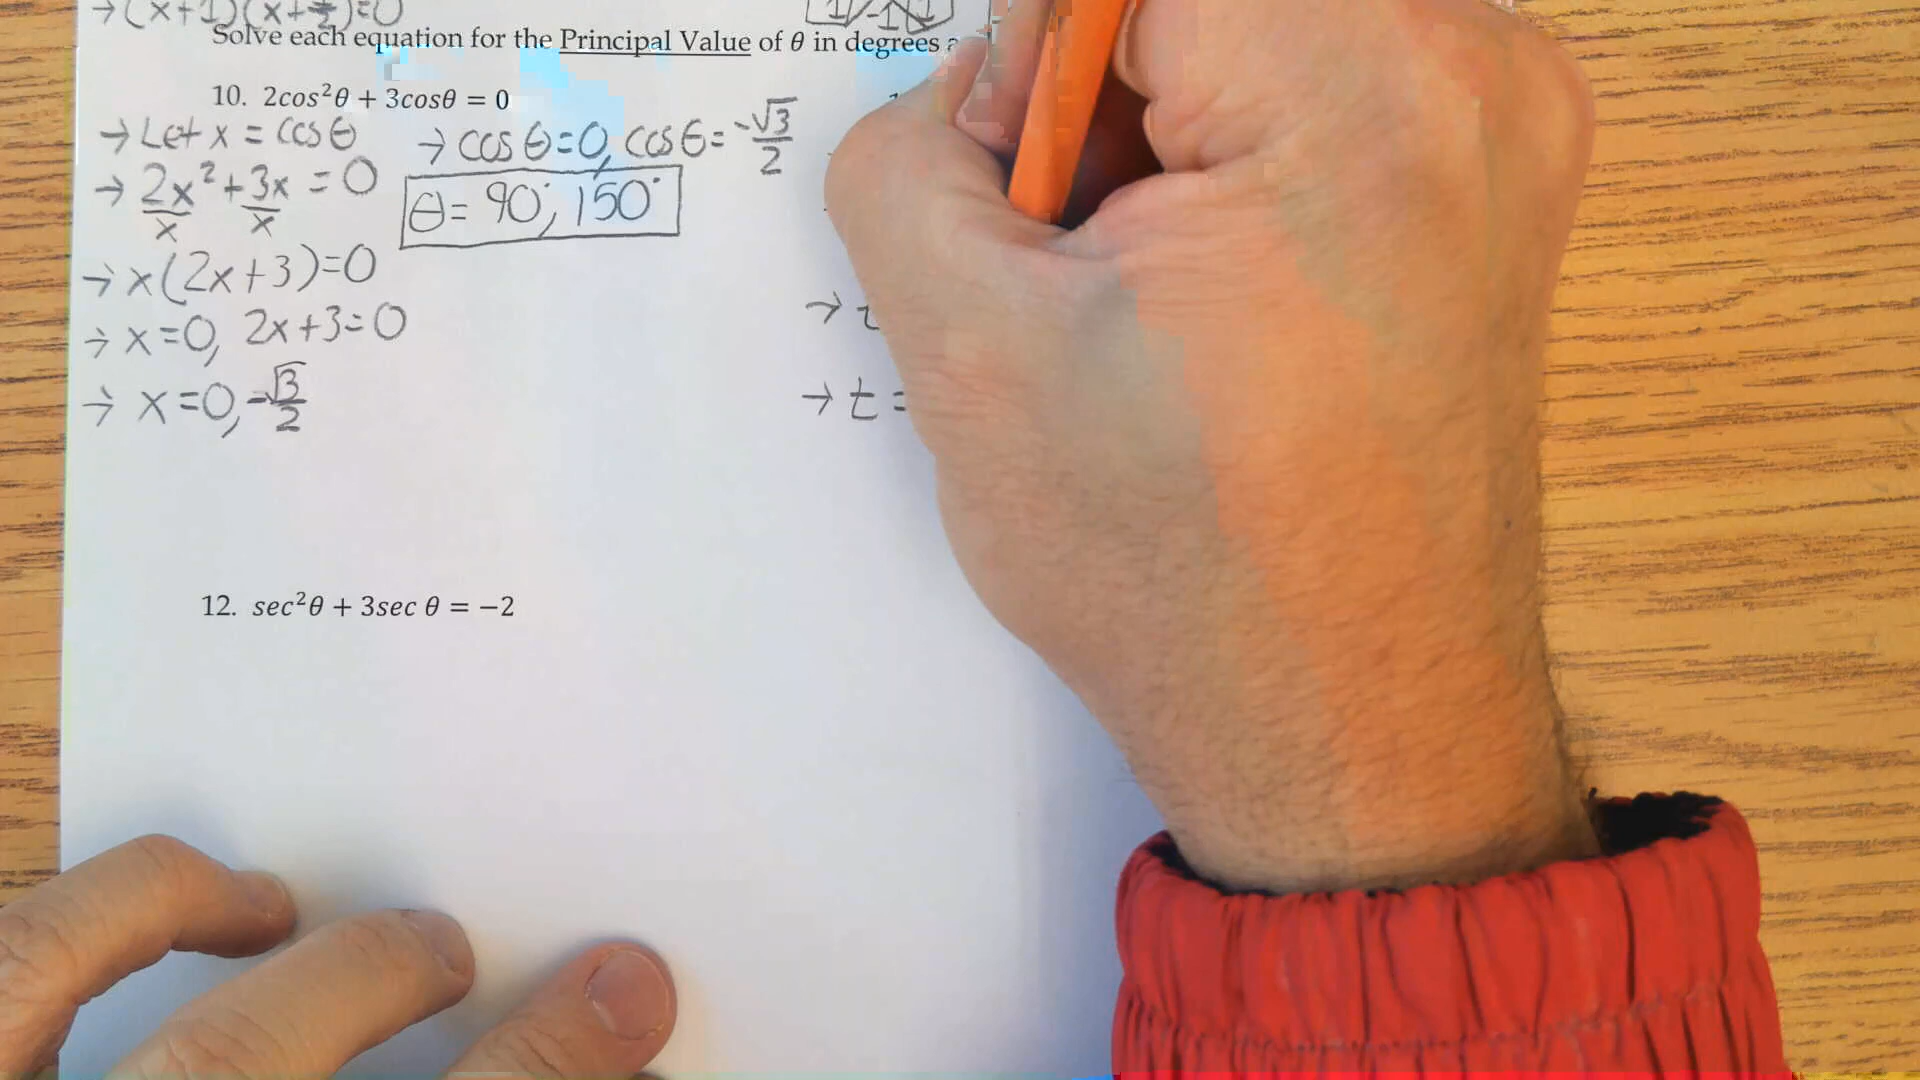 →(x+1)(x+½)=0
Solve each equation for the Principal Value of θ in degrees
10. 2cos²θ + 3cosθ = 0
→ Let x = cos θ
→ 2x² + 3x = 0
x x
→ x(2x+3)=0
→ x=0, 2x+3=0
→ x=0, -√3/2
→ cos θ=0, cos θ= -√3/2
θ= 90°, 150°
→ t
→ t =
12. sec²θ + 3sec θ = −2